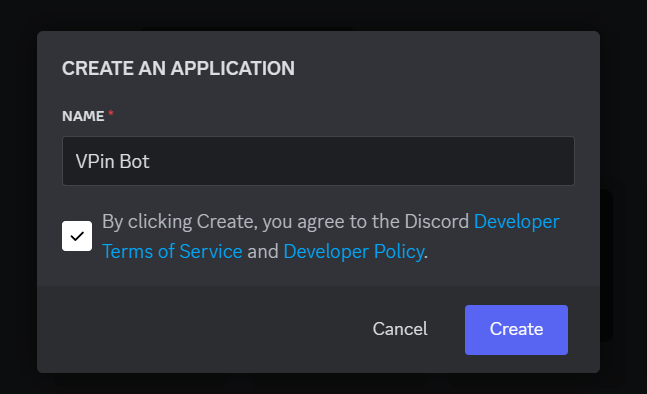 CREATE AN APPLICATION
NAME *
VPin Bot
By clicking Create, you agree to the Discord Developer
Terms of Service and Developer Policy.
Cancel Create